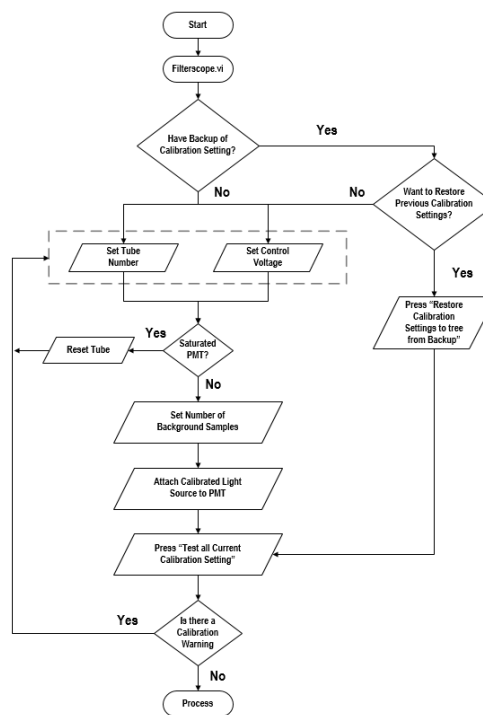 Start
Filterscope.vi
Have Backup of
Calibration Setting?
Yes
No
No
Want to Restore
Previous Calibration
Settings?
Yes
Set Tube
Number
Set Control
Voltage
Press “Restore
Calibration
Settings to tree
from Backup”
Reset Tube
Yes
Saturated
PMT?
No
Set Number of
Background Samples
Attach Calibrated Light
Source to PMT
Press “Test all Current
Calibration Setting”
Yes
Is there a
Calibration
Warning
No
Process